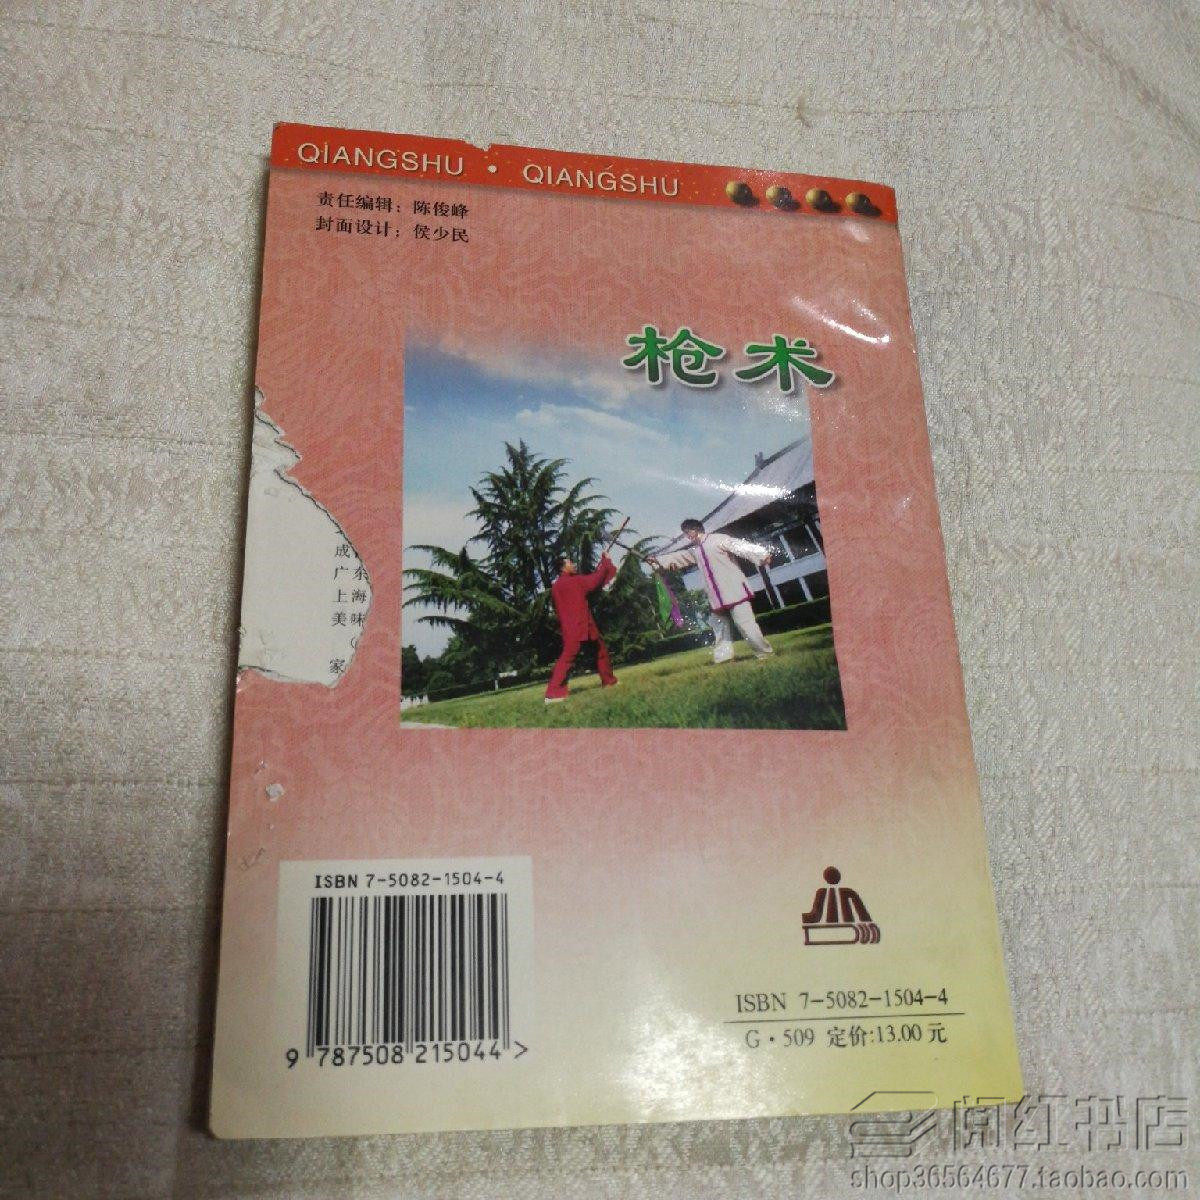 QIANGSHU · QIANGSHU
责任编辑：陈俊峰
封面设计：侯少民
枪术
成
广东
上海
美味
家
ISBN 7-5082-1504-4
9 787508 215044 >
JIN
DUN
ISBN 7-5082-1504-4
G·509 定价:13.00元
阅红书店
shop36564677.taobao.com